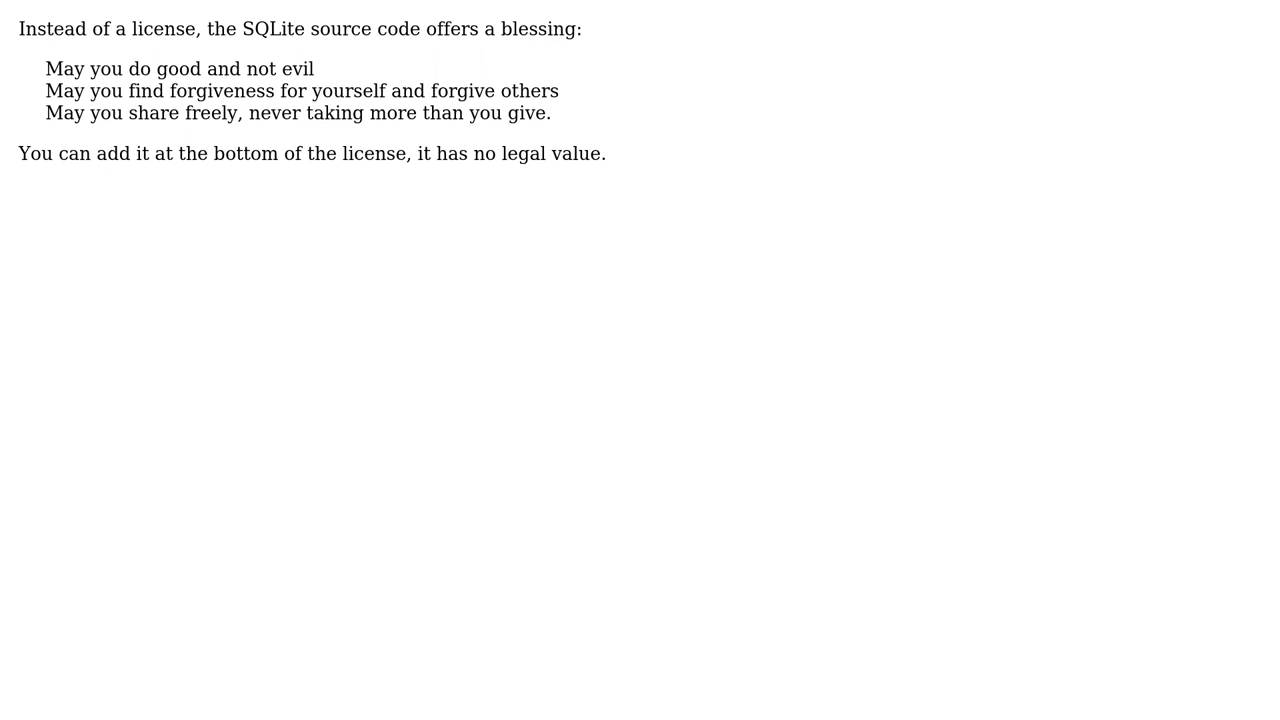 Instead of a license, the SQLite source code offers a blessing:
May you do good and not evil
May you find forgiveness for yourself and forgive others
May you share freely, never taking more than you give.
You can add it at the bottom of the license, it has no legal value.